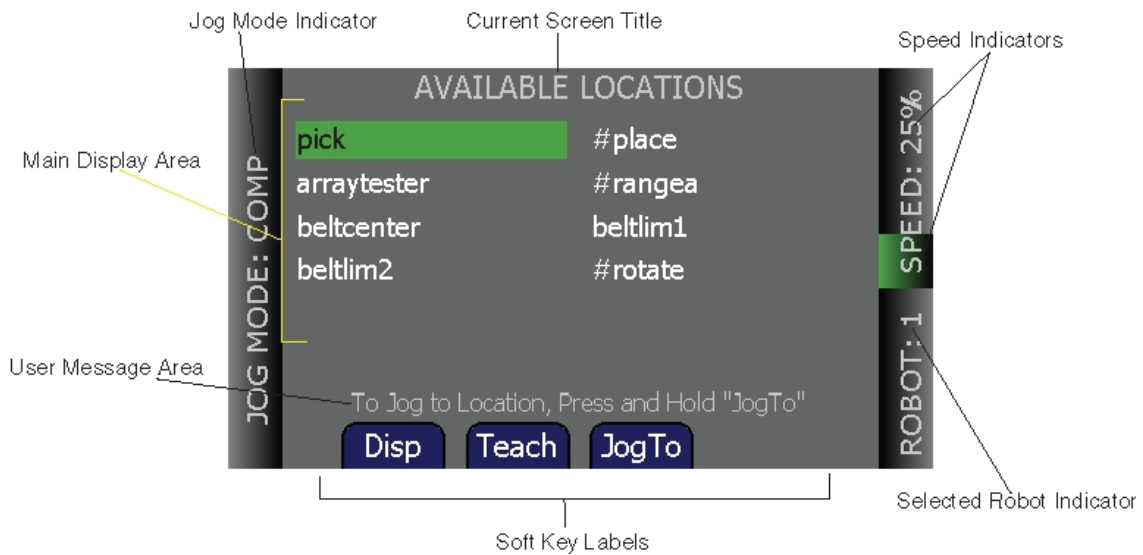 Jog Mode Indicator
Current Screen Title
Speed Indicators
AVAILABLE LOCATIONS
pick
#place
Main Display Area
arraytester
#rangea
beltcenter
beltlim1
beltlim2
#rotate
JOG MODE: COMP
SPEED: 25%
ROBOT: 1
User Message Area
To Jog to Location, Press and Hold "JogTo"
Disp
Teach
JogTo
Selected Robot Indicator
Soft Key Labels